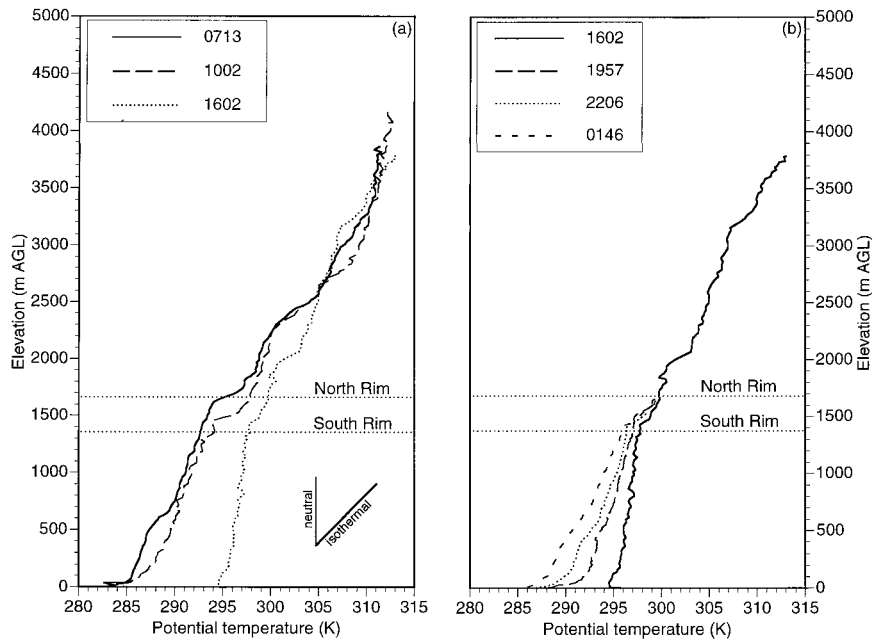 (a)
0713
1002
1602
5000
4500
4000
3500
3000
2500
2000
1500
1000
500
0
Elevation (m AGL)
North Rim
South Rim
neutral
isothermal
280 285 290 295 300 305 310 315
Potential temperature (K)
(b)
1602
1957
2206
0146
North Rim
South Rim
5000
4500
4000
3500
3000
2500
2000
1500
1000
500
0
Elevation (m AGL)
280 285 290 295 300 305 310 315
Potential temperature (K)